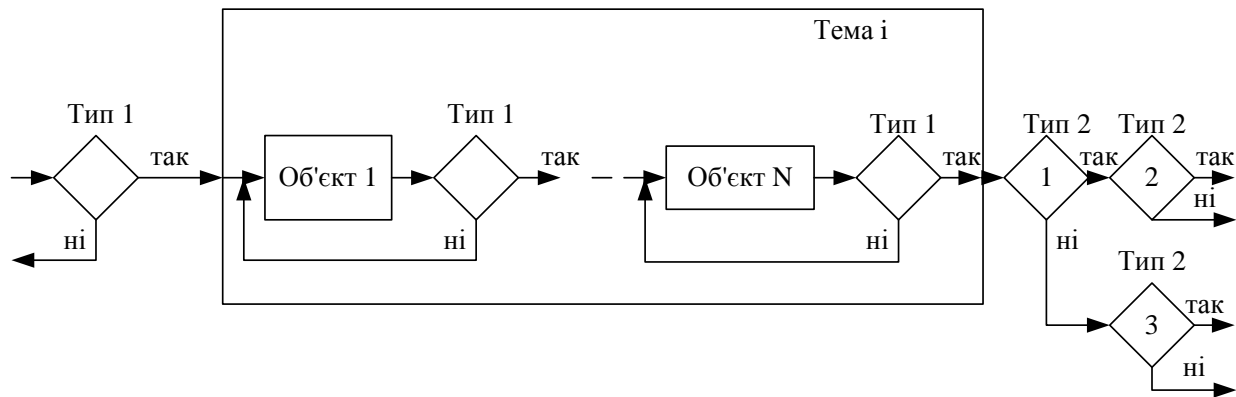 Тема і
Тип 1
Тип 1
Тип 1
Тип 2
Тип 2
так
Об'єкт 1
так
Об'єкт N
так
1
так
2
так
ні
ні
ні
ні
ні
Тип 2
3
так
ні